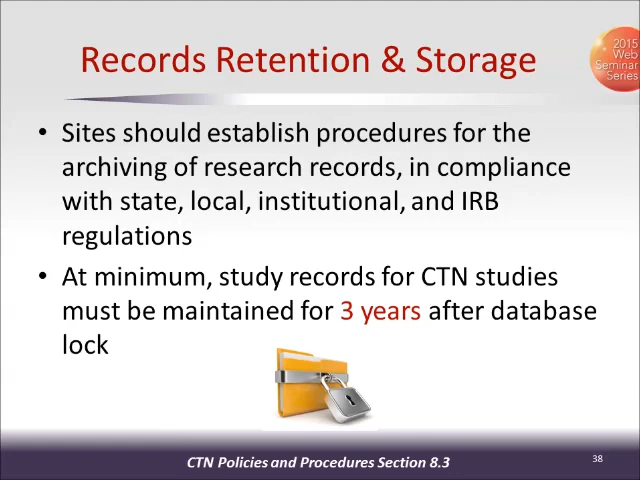 Records Retention & Storage
2015
Web
Seminar
Series
• Sites should establish procedures for the
archiving of research records, in compliance
with state, local, institutional, and IRB
regulations
• At minimum, study records for CTN studies
must be maintained for 3 years after database
lock
CTN Policies and Procedures Section 8.3
38